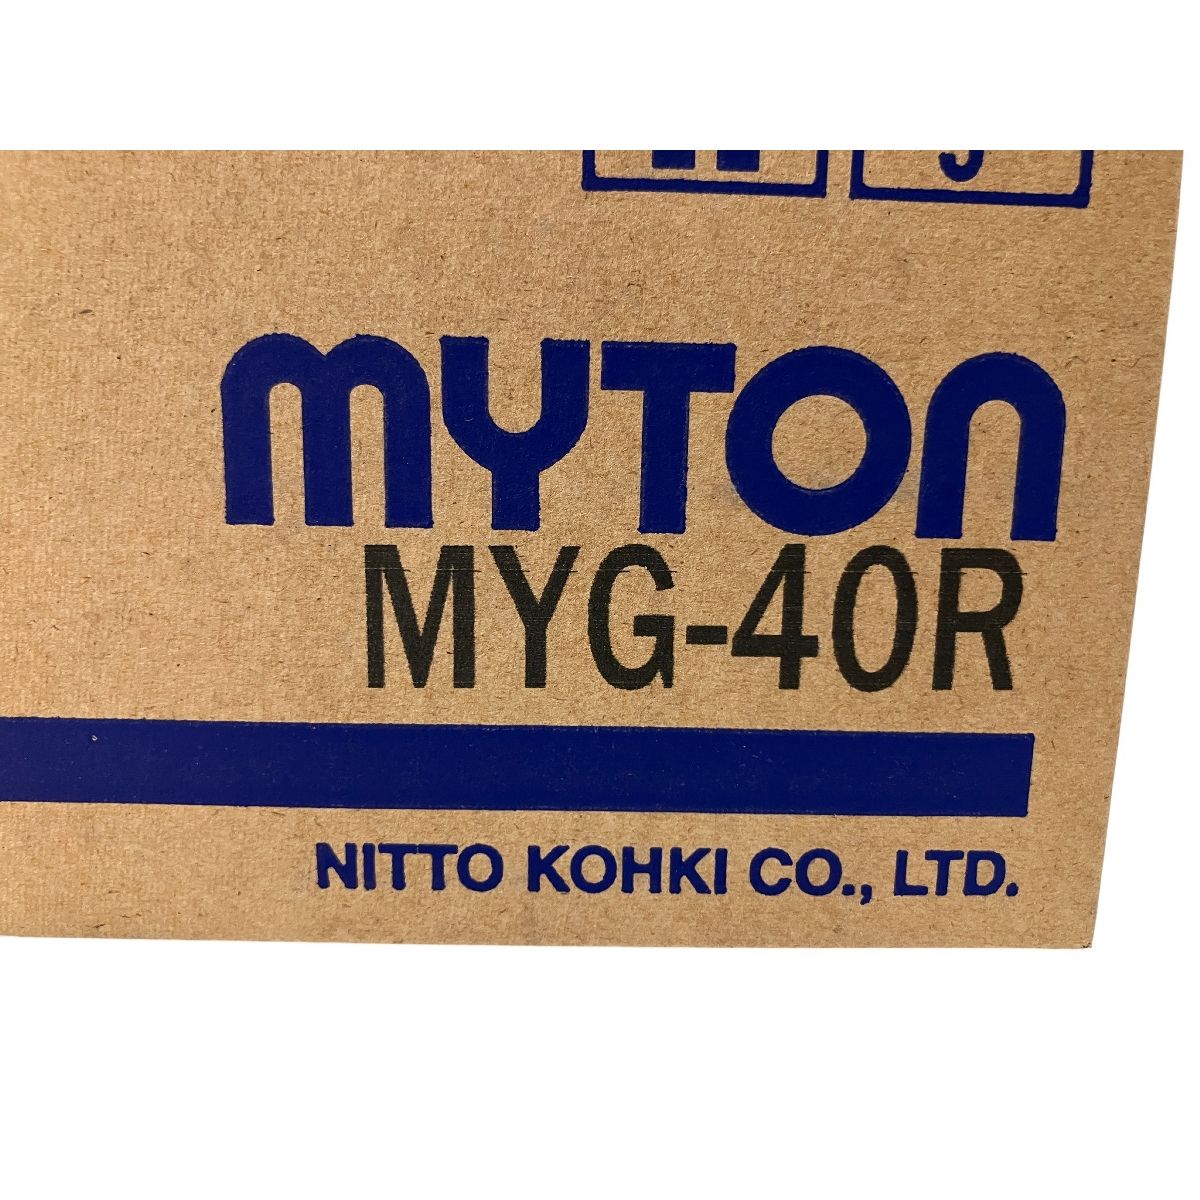 MYTON
MYG-40R
NITTO KOHKI CO., LTD.